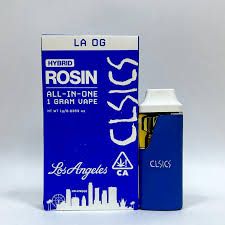 LA OG
HYBRID
ROSIN
ALL-IN-ONE
1 GRAM VAPE
CLSICS
Los Angeles
CA
CLSICS